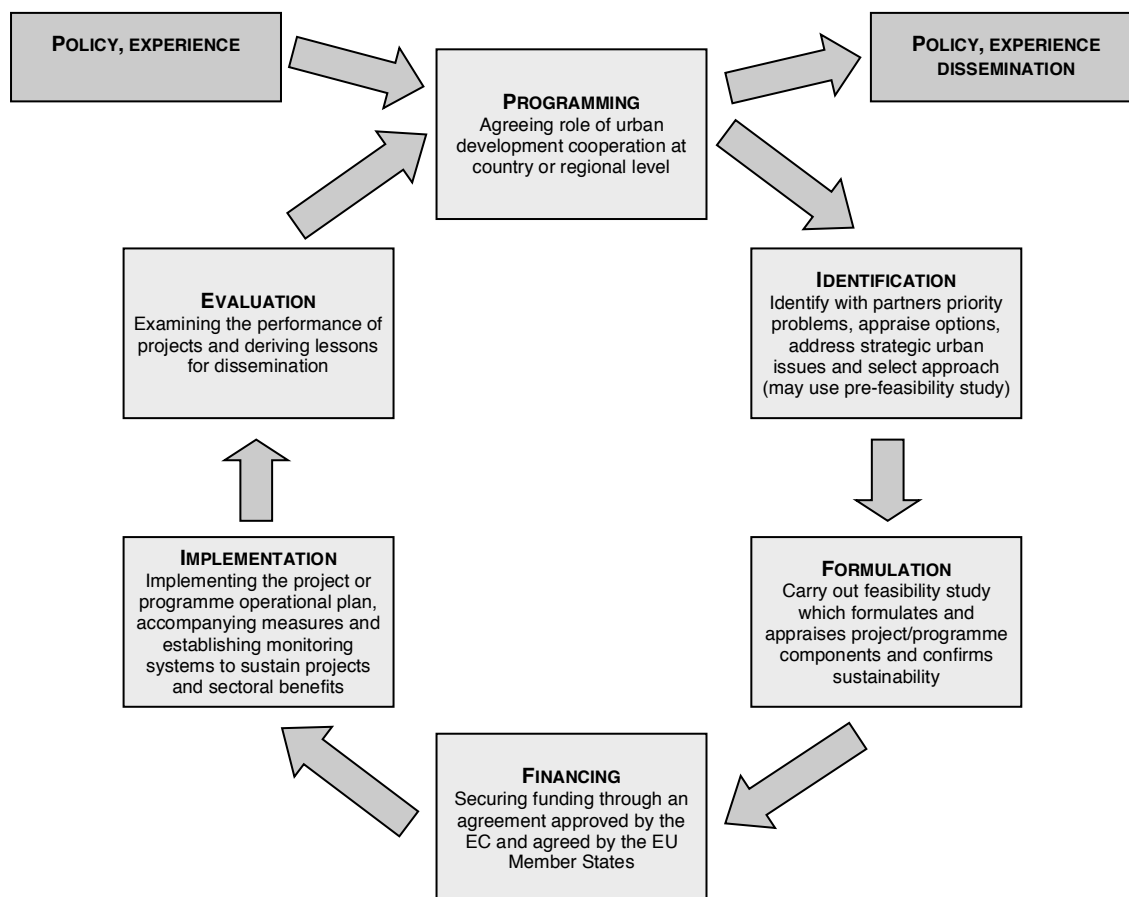 POLICY, EXPERIENCE
POLICY, EXPERIENCE
DISSEMINATION
PROGRAMMING
Agreeing role of urban
development cooperation at
country or regional level
IDENTIFICATION
Identify with partners priority
problems, appraise options,
address strategic urban
issues and select approach
(may use pre-feasibility study)
FORMULATION
Carry out feasibility study
which formulates and
appraises project/programme
components and confirms
sustainability
FINANCING
Securing funding through an
agreement approved by the
EC and agreed by the EU
Member States
IMPLEMENTATION
Implementing the project or
programme operational plan,
accompanying measures and
establishing monitoring
systems to sustain projects
and sectoral benefits
EVALUATION
Examining the performance of
projects and deriving lessons
for dissemination